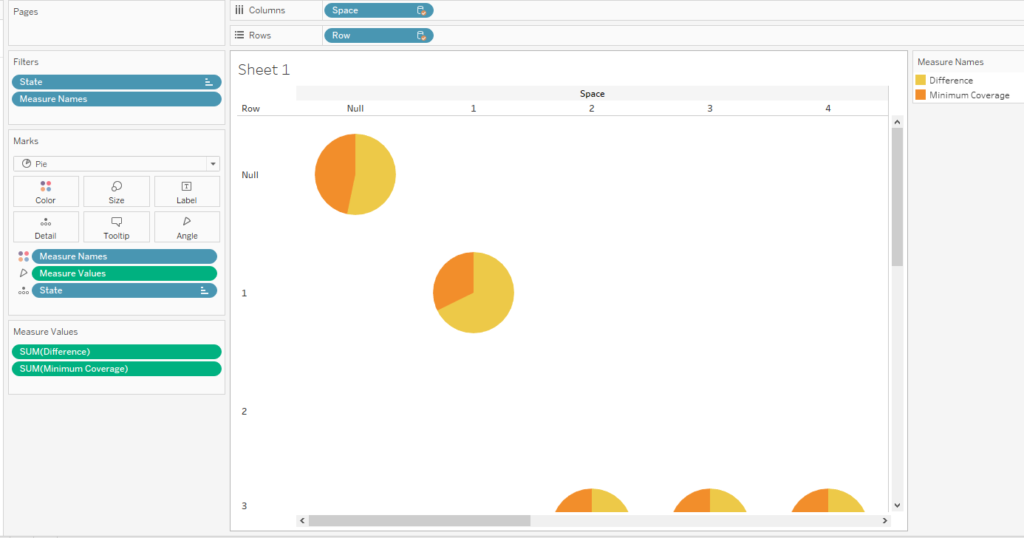 Pages
Columns
Space
Rows
Row
Filters
State
Measure Names
Marks
Pie
Color
Size
Label
Detail
Tooltip
Angle
Measure Names
Measure Values
State
Measure Values
SUM(Difference)
SUM(Minimum Coverage)
Sheet 1
Space
Row Null 1 2 3 4
Null
1
2
3
Measure Names
Difference
Minimum Coverage